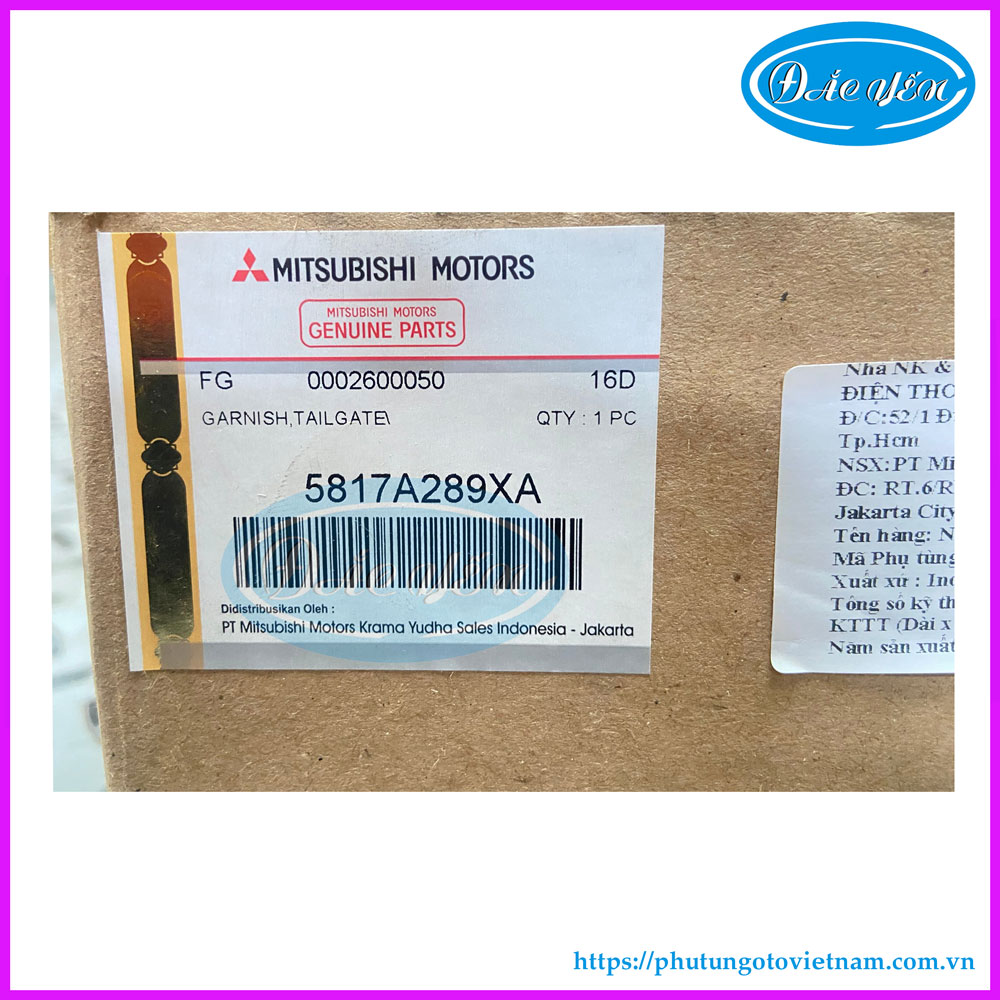 ĐẮC YẾN
MITSUBISHI MOTORS
MITSUBISHI MOTORS
GENUINE PARTS
FG 0002600050 16D
GARNISH,TAILGATE\ QTY : 1 PC
5817A289XA
ĐẮC YẾN
Didistribusikan Oleh :
PT Mitsubishi Motors Krama Yudha Sales Indonesia - Jakarta
Nhà NK &
ĐIỆN THO
Đ/C:52/1 Đ
Tp.Hcm
NSX:PT Mi
ĐC: RT.6/R
Jakarta City
Tên hàng: N
Mã Phụ tùng
Xuất xứ : Ind
Tổng số kỹ th
KTTT (Dài x
Năm sản xuất
https://phutungotovietnam.com.vn